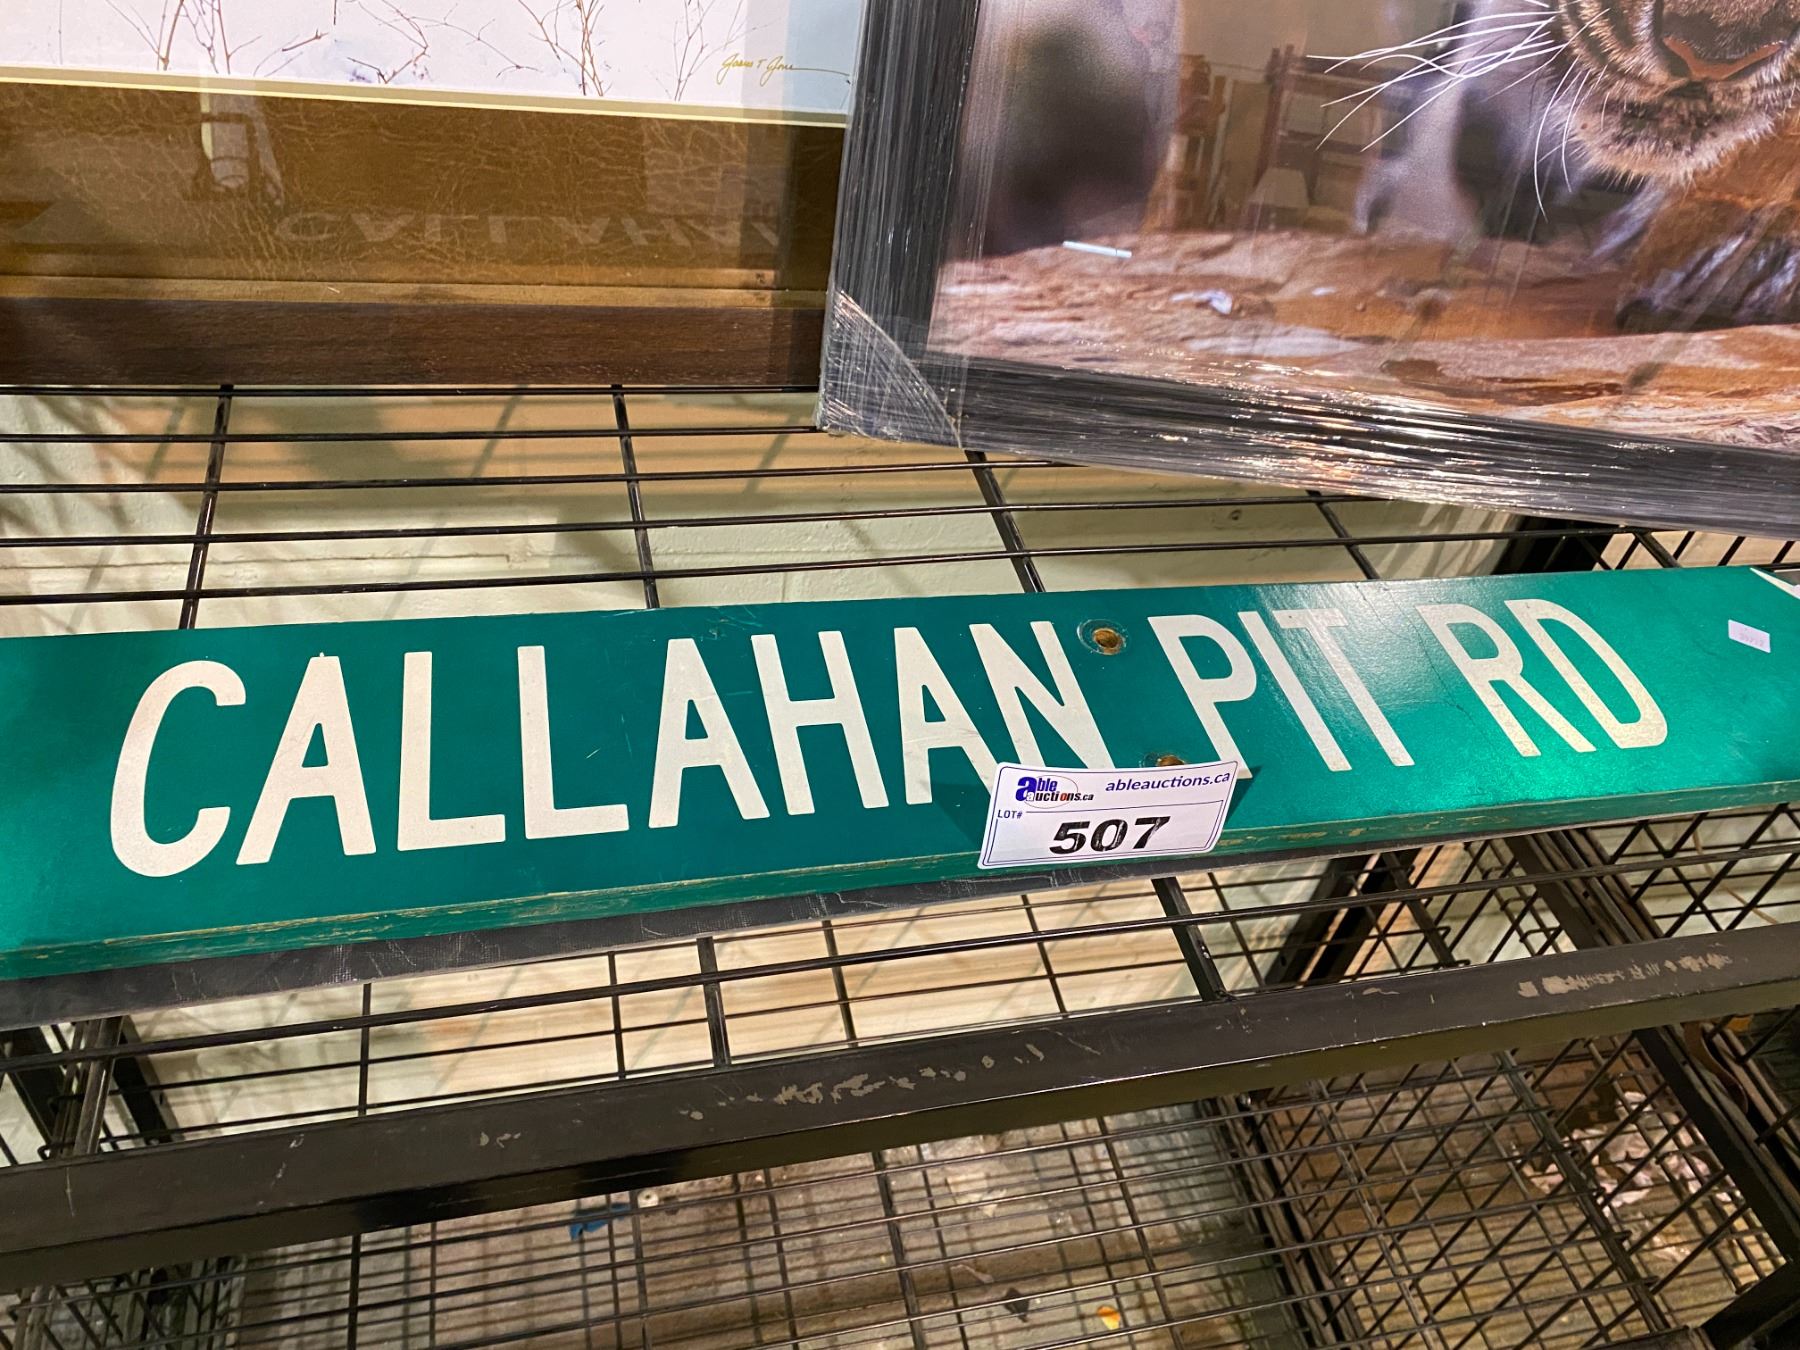 CALLAHAN PIT RD
able auctions.ca
ableauctions.ca
LOT#
507